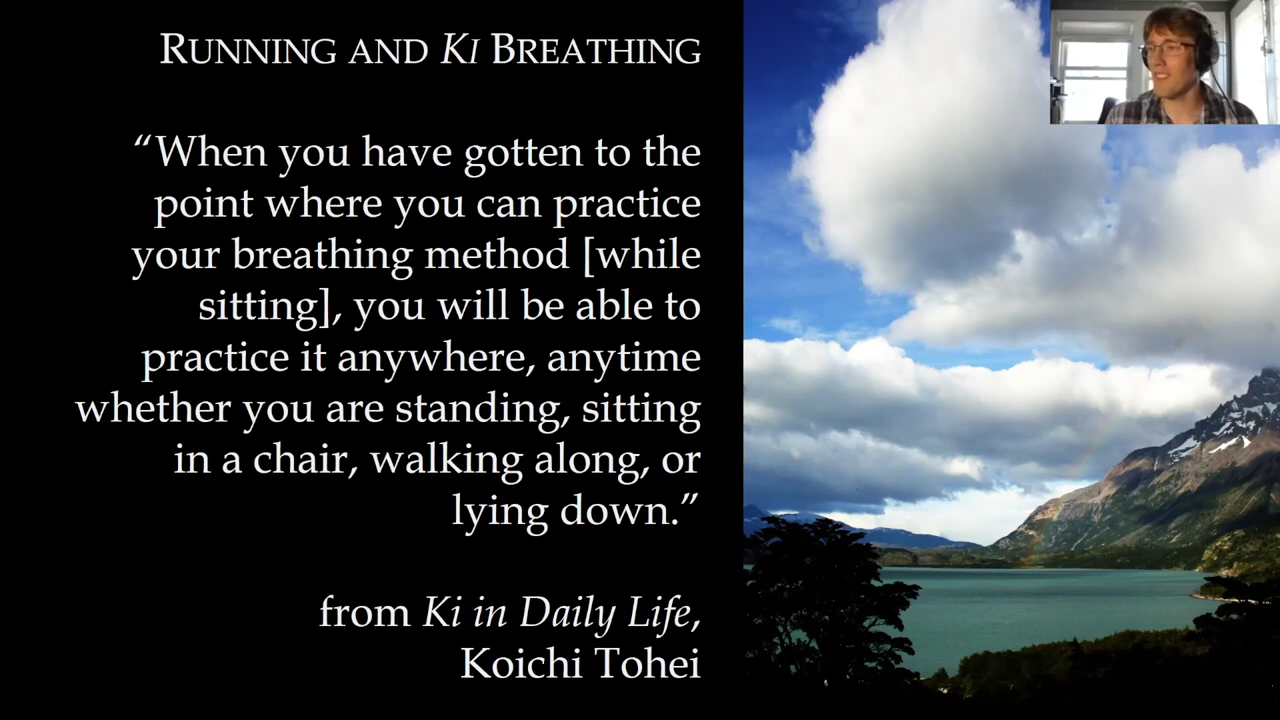 RUNNING AND KI BREATHING
“When you have gotten to the
point where you can practice
your breathing method [while
sitting], you will be able to
practice it anywhere, anytime
whether you are standing, sitting
in a chair, walking along, or
lying down.”
from Ki in Daily Life,
Koichi Tohei